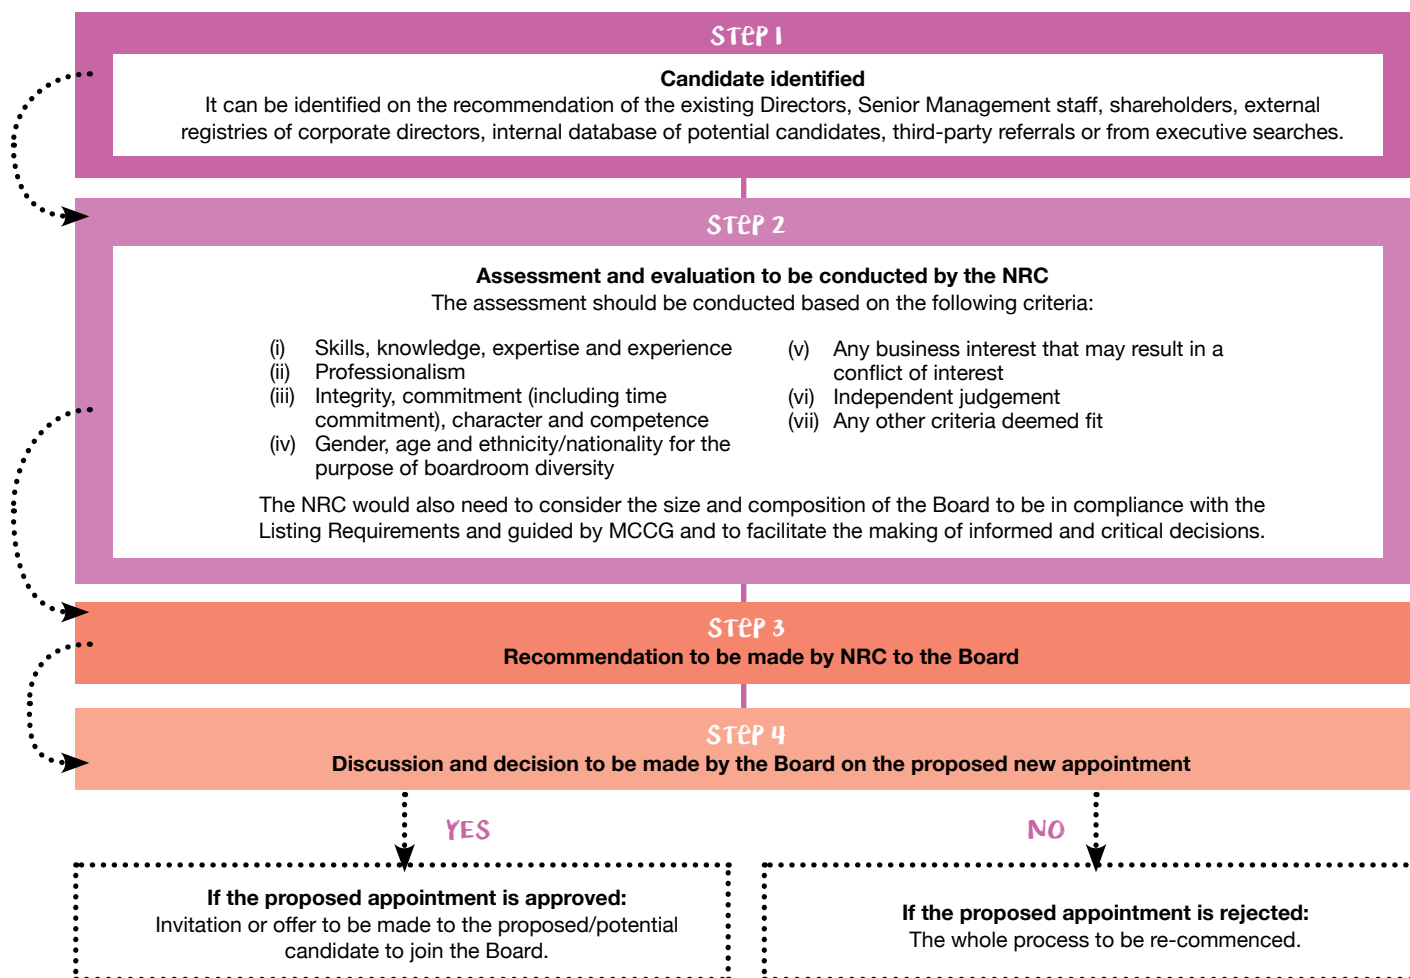 STEP 1
Candidate identified
It can be identified on the recommendation of the existing Directors, Senior Management staff, shareholders, external
registries of corporate directors, internal database of potential candidates, third-party referrals or from executive searches.
STEP 2
Assessment and evaluation to be conducted by the NRC
The assessment should be conducted based on the following criteria:
(i) Skills, knowledge, expertise and experience
(ii) Professionalism
(iii) Integrity, commitment (including time
commitment), character and competence
(iv) Gender, age and ethnicity/nationality for the
purpose of boardroom diversity
(v) Any business interest that may result in a
conflict of interest
(vi) Independent judgement
(vii) Any other criteria deemed fit
The NRC would also need to consider the size and composition of the Board to be in compliance with the
Listing Requirements and guided by MCCG and to facilitate the making of informed and critical decisions.
STEP 3
Recommendation to be made by NRC to the Board
STEP 4
Discussion and decision to be made by the Board on the proposed new appointment
YES
If the proposed appointment is approved:
Invitation or offer to be made to the proposed/potential
candidate to join the Board.
NO
If the proposed appointment is rejected:
The whole process to be re-commenced.